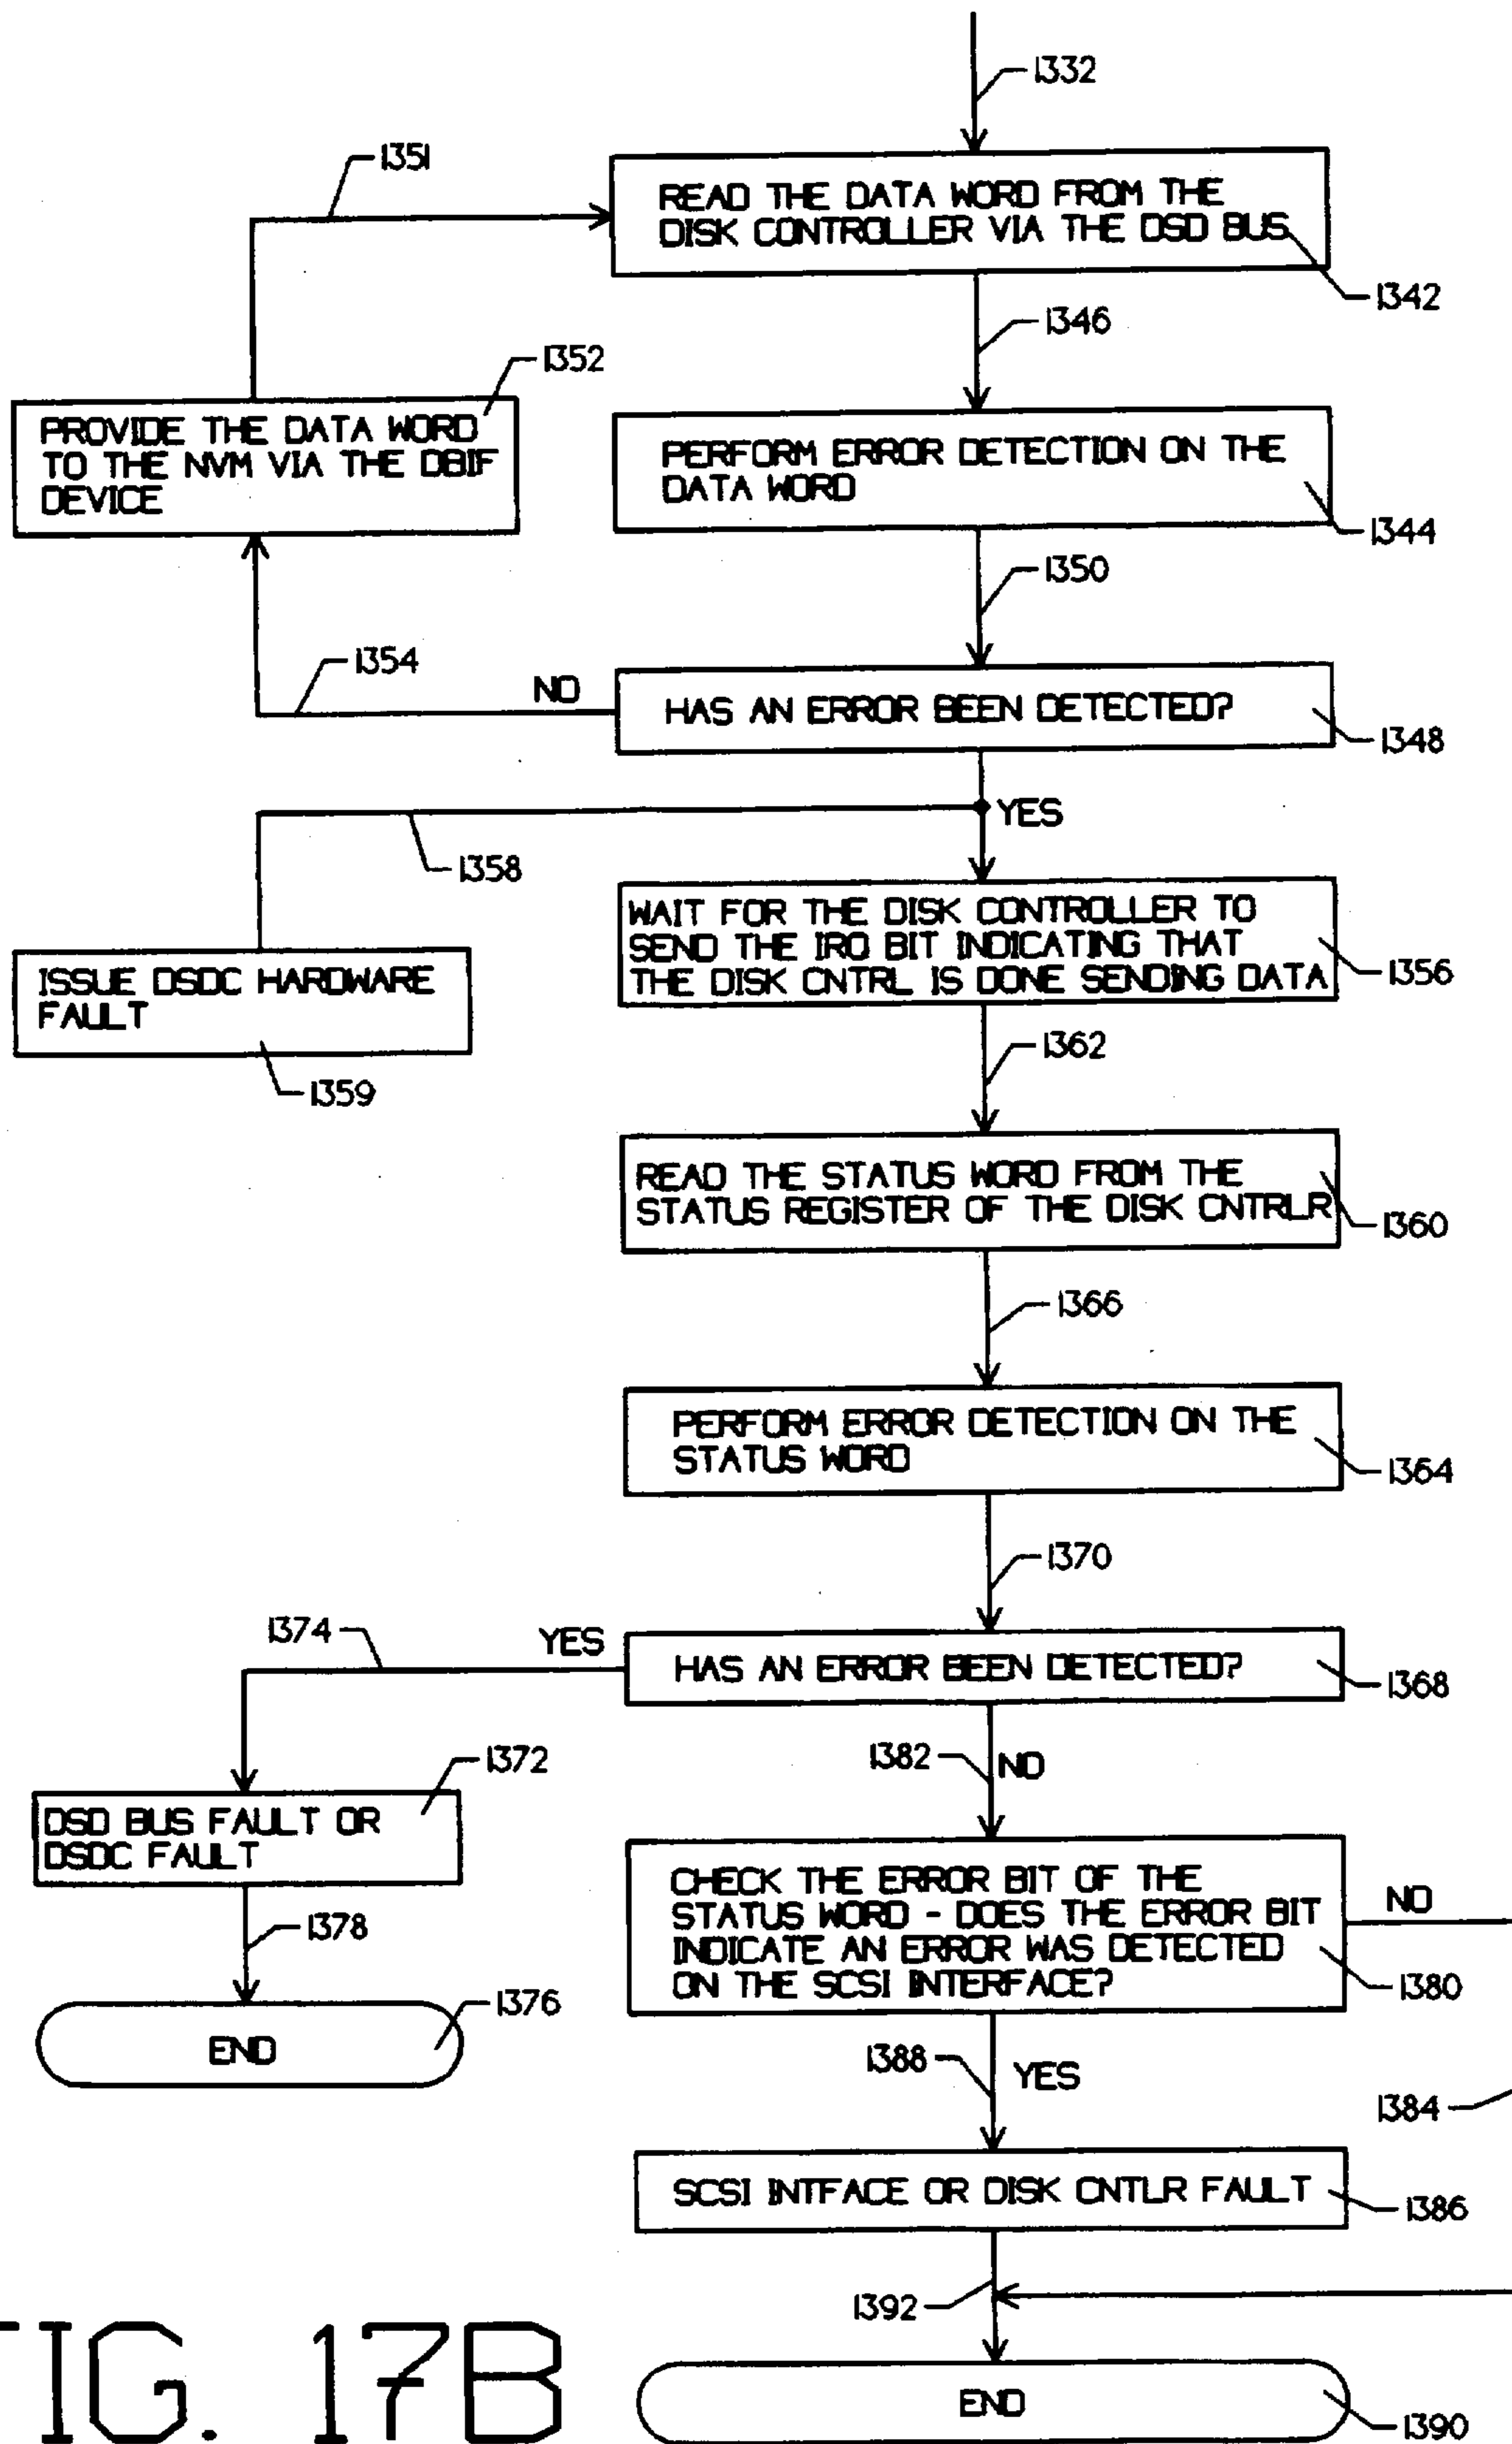 1332
1351
READ THE DATA WORD FROM THE
DISK CONTROLLER VIA THE DSD BUS
1342
1346
1352
PROVIDE THE DATA WORD
TO THE NVM VIA THE DBIF
DEVICE
PERFORM ERROR DETECTION ON THE
DATA WORD
1344
1350
1354
NO
HAS AN ERROR BEEN DETECTED?
1348
YES
1358
WAIT FOR THE DISK CONTROLLER TO
SEND THE IRO BIT INDICATING THAT
THE DISK CNTRL IS DONE SENDING DATA
1356
ISSUE DSDC HARDWARE
FAULT
1359
1362
READ THE STATUS WORD FROM THE
STATUS REGISTER OF THE DISK CNTRLR
1360
1366
PERFORM ERROR DETECTION ON THE
STATUS WORD
1364
1370
1374
YES
HAS AN ERROR BEEN DETECTED?
1368
1382
NO
1372
DSD BUS FAULT OR
DSDC FAULT
1378
1376
END
CHECK THE ERROR BIT OF THE
STATUS WORD - DOES THE ERROR BIT
INDICATE AN ERROR WAS DETECTED
ON THE SCSI INTERFACE?
NO
1380
1388
YES
1384
SCSI INTFACE OR DISK CNTLR FAULT
1386
1392
END
1390
FIG. 17B